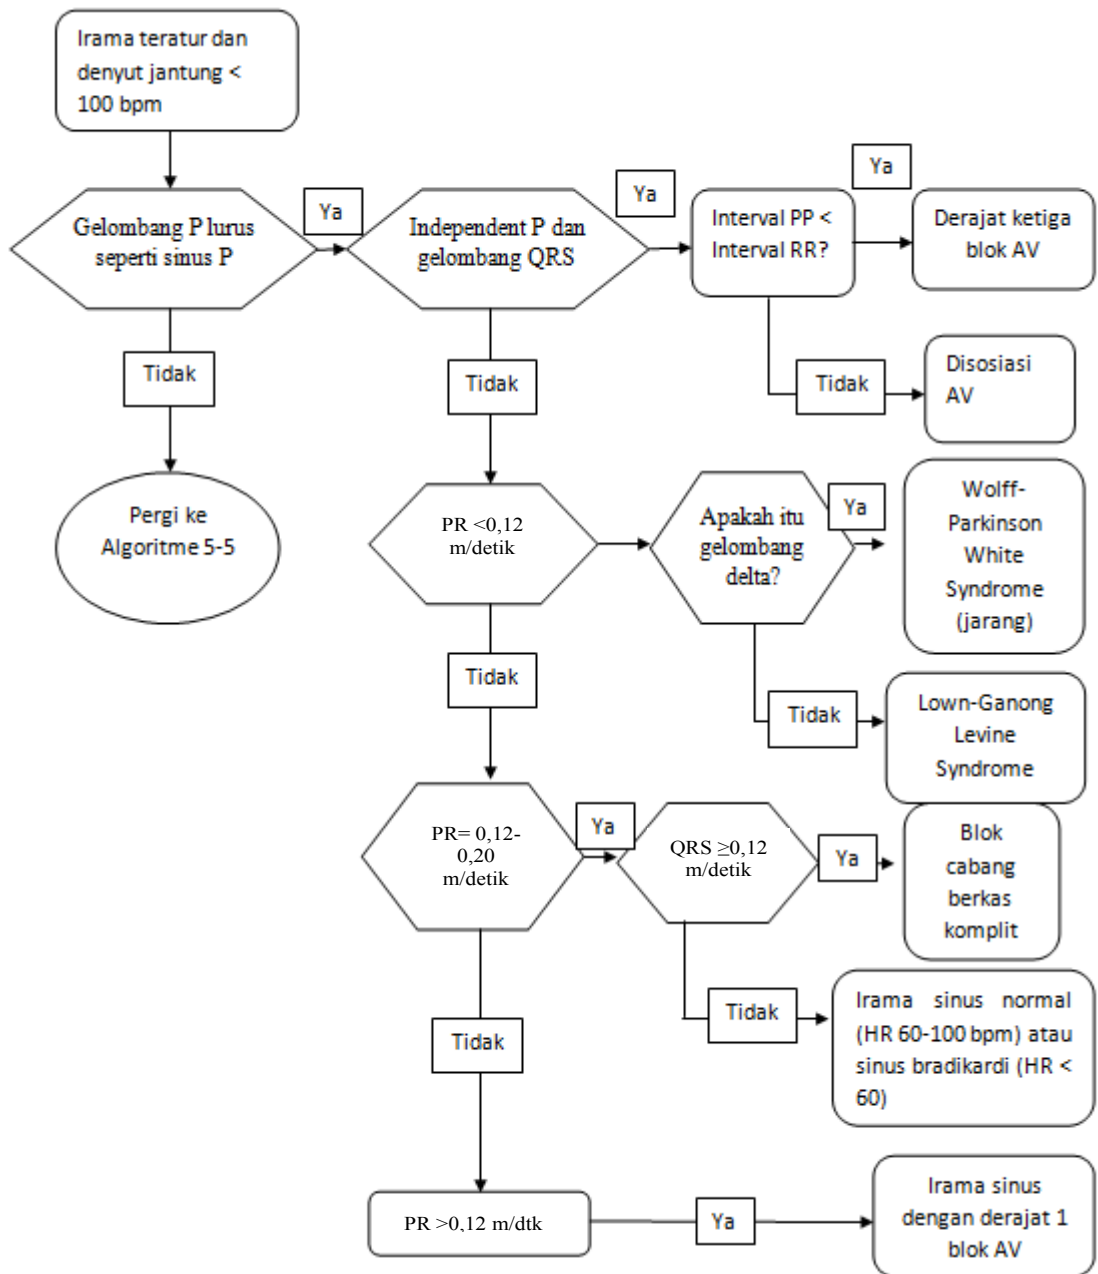 Irama teratur dan
denyut jantung <
100 bpm
Gelombang P lurus
seperti sinus P
Ya
Independent P dan
gelombang QRS
Ya
Interval PP <
Interval RR?
Ya
Derajat ketiga
blok AV
Tidak
Disosiasi
AV
Tidak
Pergi ke
Algoritme 5-5
Tidak
PR <0,12
m/detik
Apakah itu
gelombang
delta?
Ya
Wolff-
Parkinson
White
Syndrome
(jarang)
Tidak
Lown-Ganong
Levine
Syndrome
Tidak
PR= 0,12-
0,20
m/detik
Ya
QRS ≥0,12
m/detik
Ya
Blok
cabang
berkas
komplit
Tidak
Irama sinus normal
(HR 60-100 bpm) atau
sinus bradikardi (HR <
60)
Tidak
PR >0,12 m/dtk
Ya
Irama sinus
dengan derajat 1
blok AV